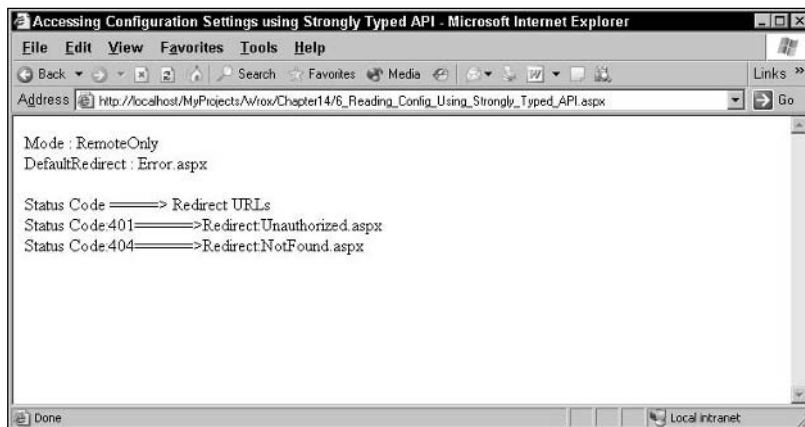 Accessing Configuration Settings using Strongly Typed API - Microsoft Internet Explorer
File Edit View Favorites Tools Help
Back Search Favorites Media Links »
Address http://localhost/MyProjects/Wrox/Chapter14/6_Reading_Config_Using_Strongly_Typed_API.aspx Go
Mode : RemoteOnly
DefaultRedirect : Error.aspx
Status Code =====> Redirect URLs
Status Code:401======>Redirect:Unauthorized.aspx
Status Code:404======>Redirect:NotFound.aspx
Done Local intranet